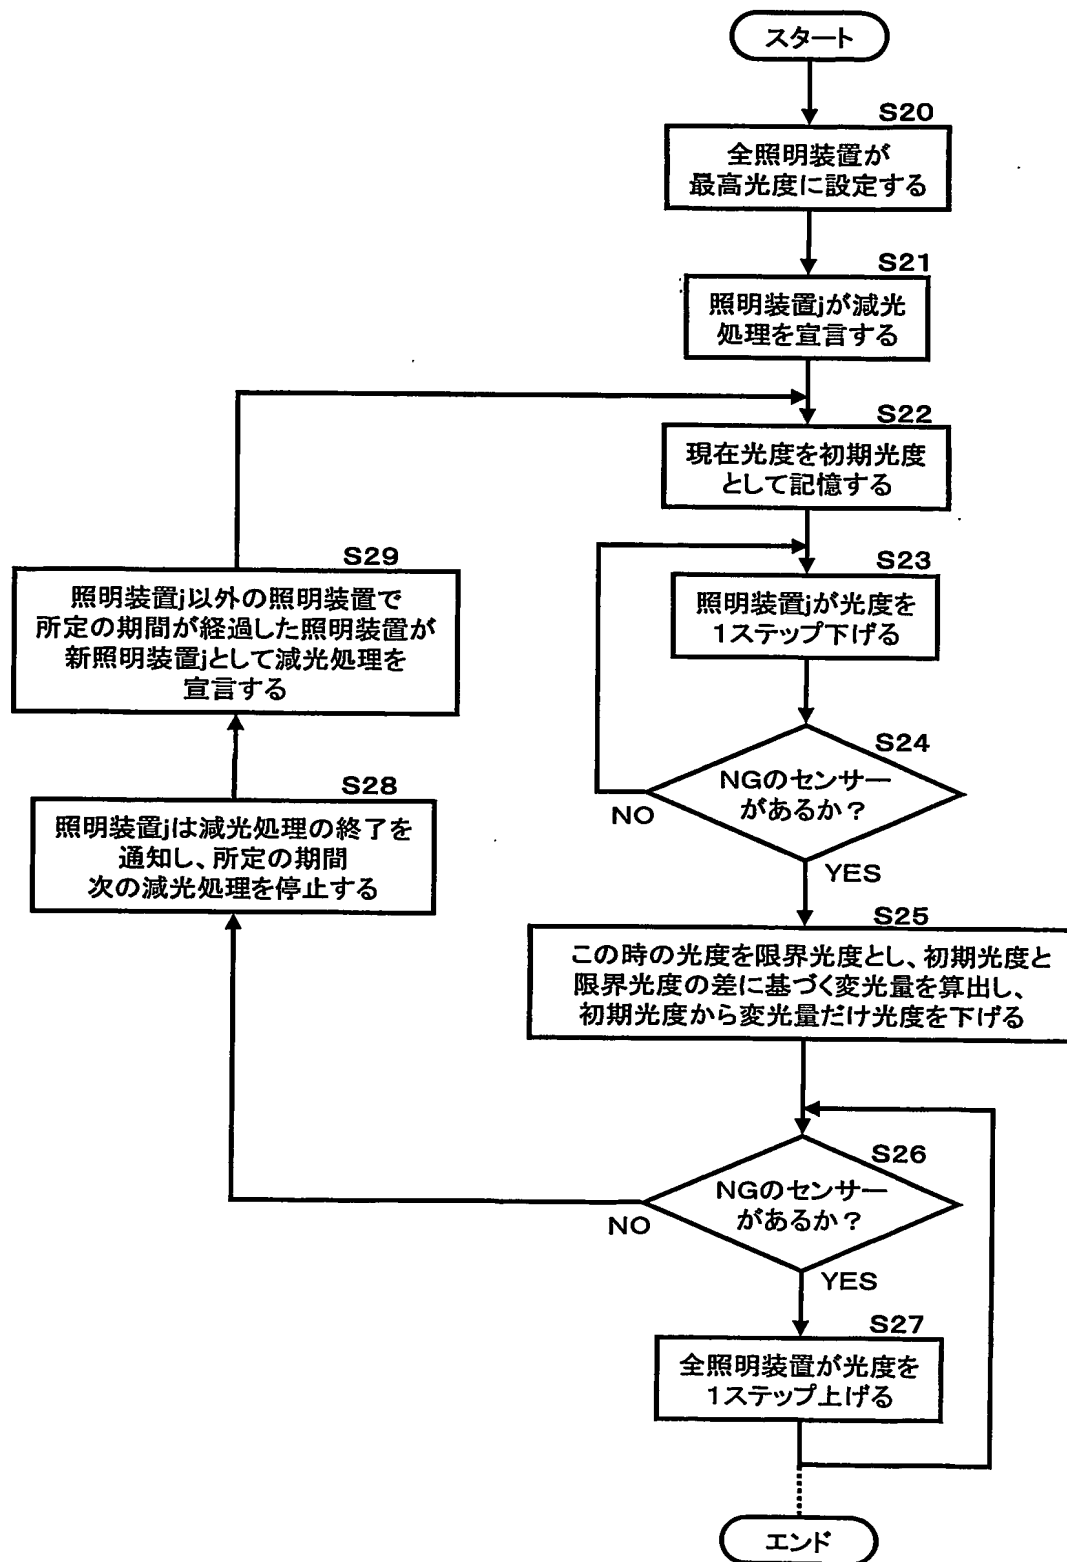 スタート
S20
全照明装置が
最高光度に設定する
S21
照明装置jが減光
処理を宣言する
S22
現在光度を初期光度
として記憶する
S23
照明装置jが光度を
1ステップ下げる
S24
NGのセンサー
があるか?
NO
YES
S25
この時の光度を限界光度とし、初期光度と
限界光度の差に基づく変光量を算出し、
初期光度から変光量だけ光度を下げる
S26
NGのセンサー
があるか?
NO
YES
S27
全照明装置が光度を
1ステップ上げる
S28
照明装置jは減光処理の終了を
通知し、所定の期間
次の減光処理を停止する
S29
照明装置j以外の照明装置で
所定の期間が経過した照明装置が
新照明装置jとして減光処理を
宣言する
エンド